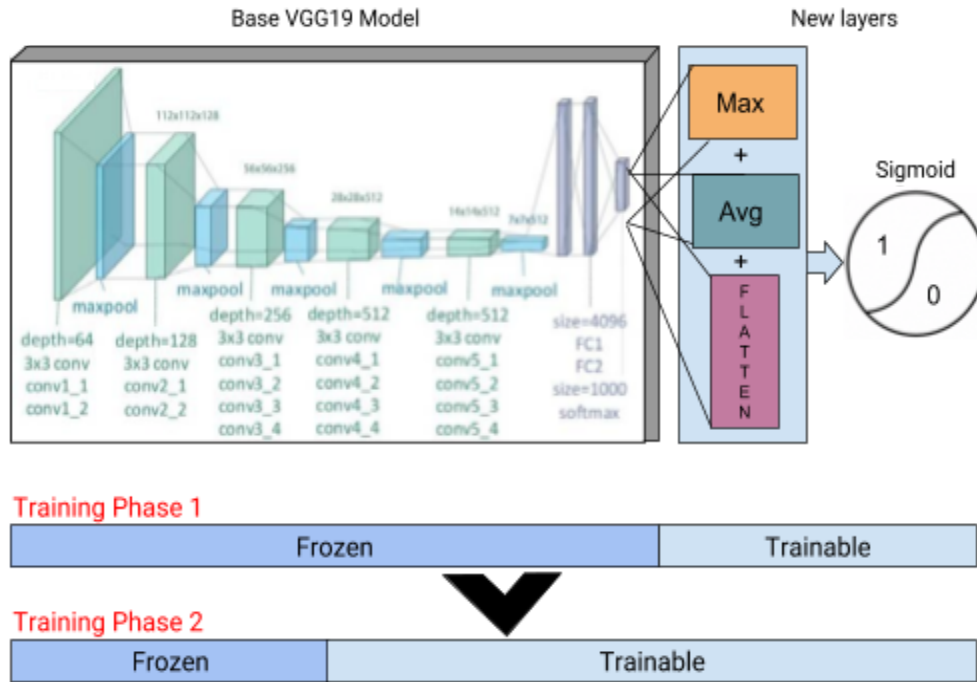 Base VGG19 Model
New layers
112x112x128
56x56x256
28x28x512
14x14x512
7x7x512
maxpool
maxpool
maxpool
maxpool
maxpool
depth=64
3x3 conv
conv1_1
conv1_2
depth=128
3x3 conv
conv2_1
conv2_2
depth=256
3x3 conv
conv3_1
conv3_2
conv3_3
conv3_4
depth=512
3x3 conv
conv4_1
conv4_2
conv4_3
conv4_4
depth=512
3x3 conv
conv5_1
conv5_2
conv5_3
conv5_4
size=4096
FC1
FC2
size=1000
softmax
Max
+
Avg
+
FLATTEN
Sigmoid
1
0
Training Phase 1
Frozen
Trainable
Training Phase 2
Frozen
Trainable